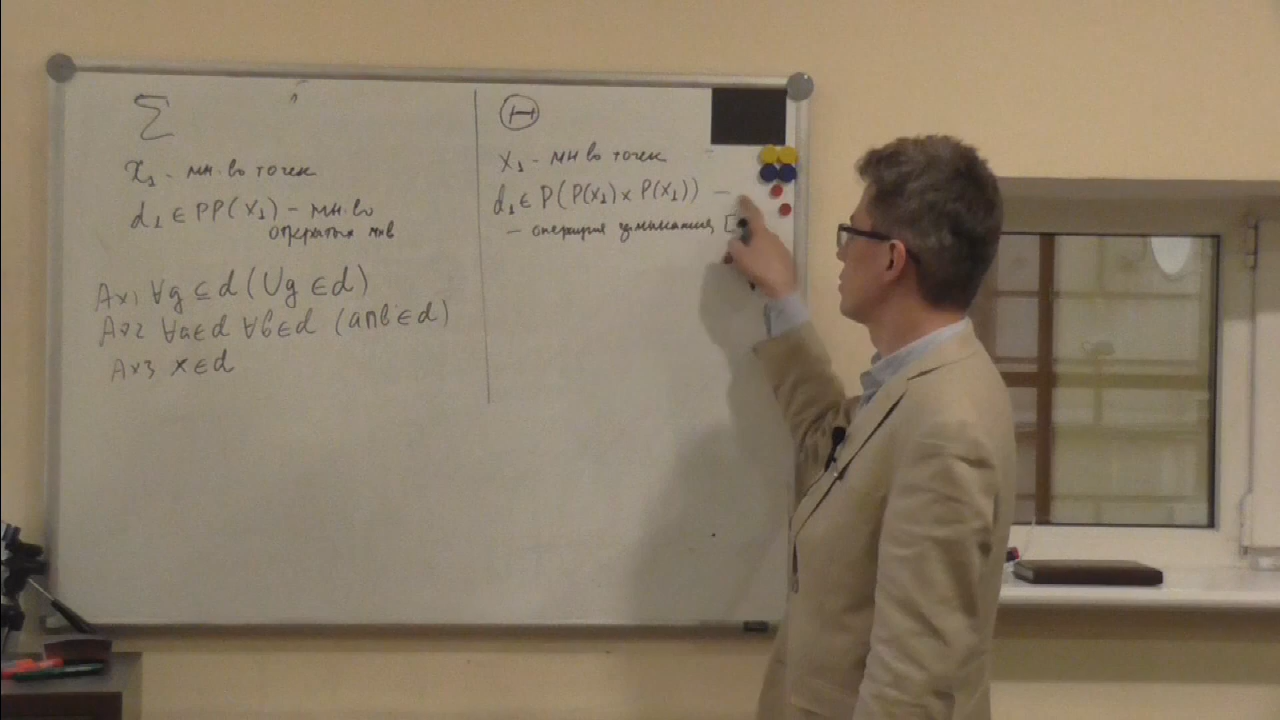 Σ
X₁ - мн-во точек
d₁ ∈ PP(X₁) – мн-во
открытых мнв
Ax1 ∀g ⊆ d (∪g ∈ d)
Ax2 ∀a∈d ∀b∈d (a∩b∈d)
Ax3 x∈d
Θ
X₁ - мн-во точек
d₁ ∈ P(P(X₁) × P(X₁)) —
— операция замыкания [